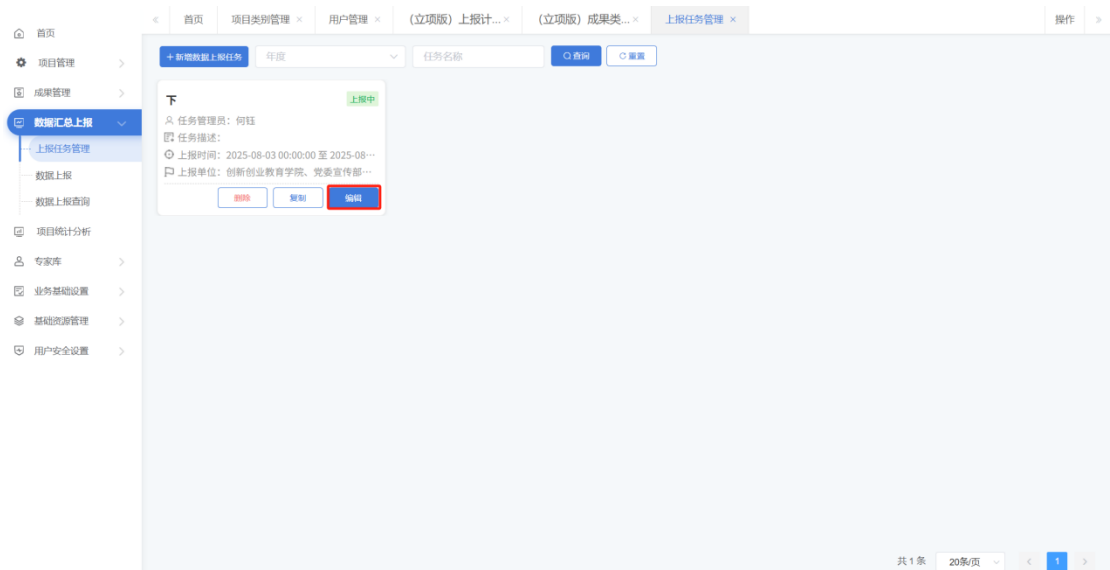 首页
项目管理
成果管理
数据汇总上报
上报任务管理
数据上报
数据上报查询
项目统计分析
专家库
业务基础设置
基础资源管理
用户安全设置
首页 项目类别管理 × 用户管理 × (立项版) 上报计... × (立项版) 成果类... × 上报任务管理 × 操作
+ 新增数据上报任务 年度 任务名称 查询 重置
下 上报中
任务管理员：何钰
任务描述：
上报时间：2025-08-03 00:00:00 至 2025-08…
上报单位：创新创业教育学院、党委宣传部…
删除 复制 编辑
共 1 条 20条/页 1